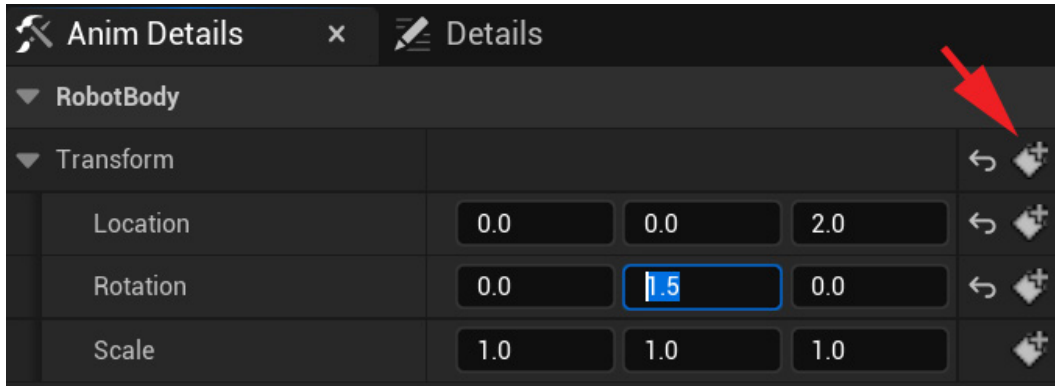 Anim Details × Details
RobotBody
Transform
Location 0.0 0.0 2.0
Rotation 0.0 1.5 0.0
Scale 1.0 1.0 1.0